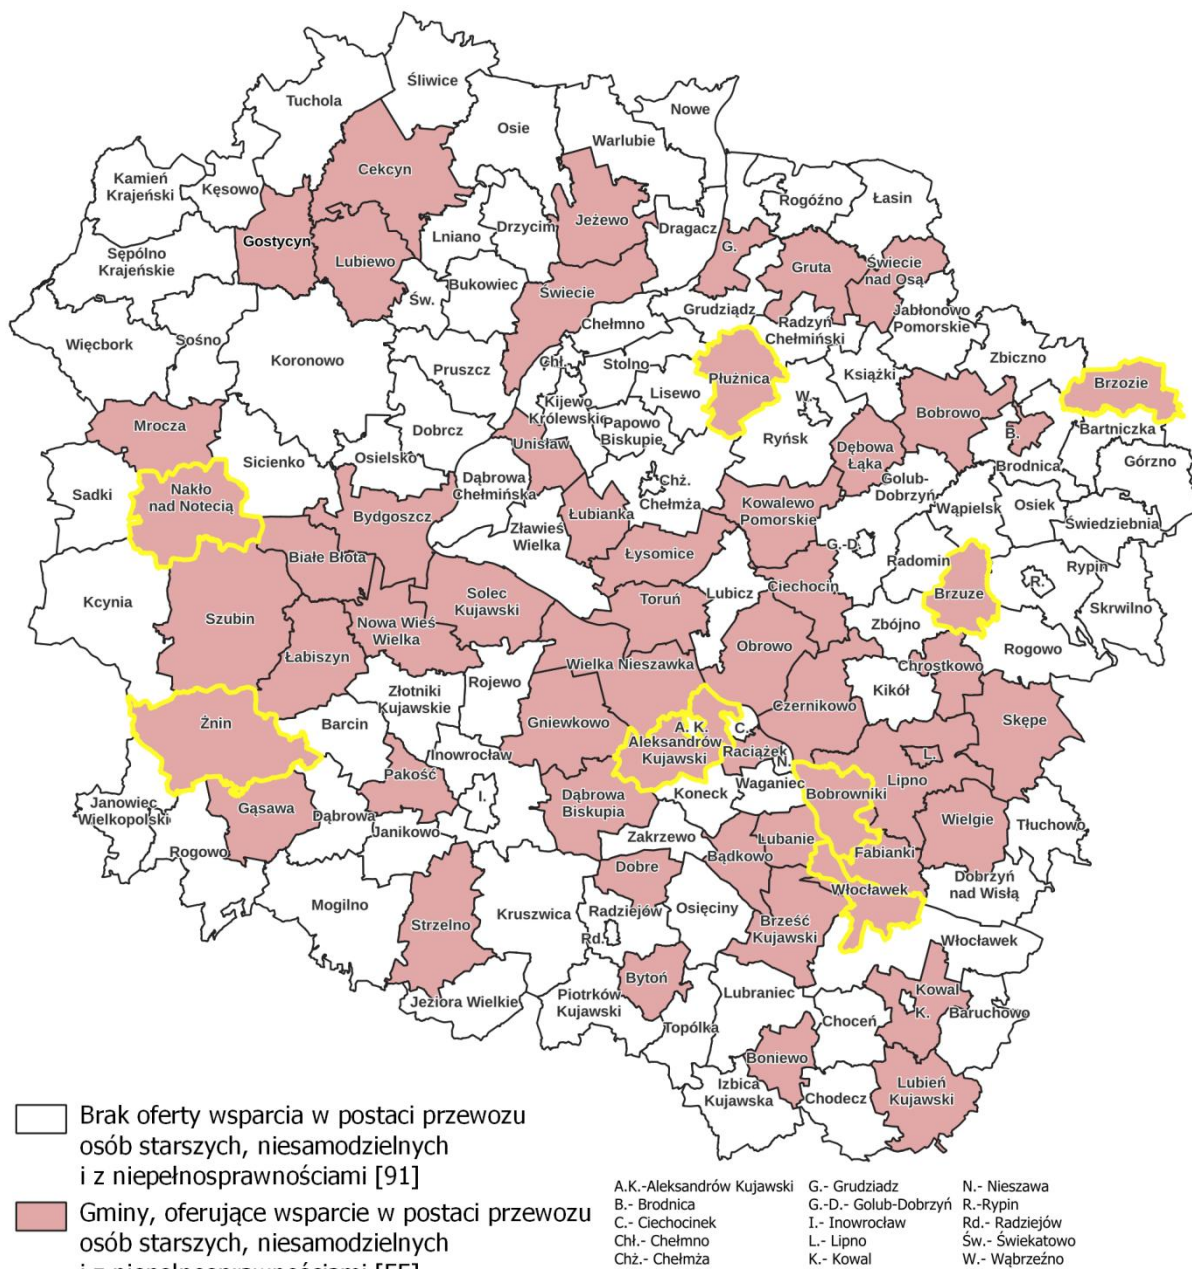 Śliwice
Tuchola
Nowe
Osie
Warlubie
Cekcyn
Kamień
Krajeński
Kęsowo
Rogóźno
Łasin
Jeżewo
Drzycim
Dragacz
Lniano
Gostycyn
G.
Sępólno
Krajeńskie
Lubiewo
Gruta
Świecie
nad Osą
Bukowiec
Św.
Świecie
Chełmno
Grudziądz
Radzyń
Chełmiński
Jabłonowo
Pomorskie
Więcbork
Sośno
Koronowo
Pruszcz
Chł.
Stolno
Zbiczno
Płużnica
Książki
Lisewo
Brzozie
W.
Kijewo
Królewskie
Papowo
Biskupie
Bobrowo
Mrocza
Dobrcz
Unisław
Ryńsk
B.
Bartniczka
Dębowa
Łąka
Sicienko
Osielsko
Brodnica
Górzno
Dąbrowa
Chełmińska
Golub-
Dobrzyń
Sadki
Nakło
nad Notecią
Chż.
Chełmża
Bydgoszcz
Łubianka
Kowalewo
Pomorskie
Wąpielsk
Osiek
Świedziebnia
Zławieś
Wielka
G.-D.
Białe Błota
Łysomice
Radomin
Rypin
Kcynia
Ciechocin
R.
Solec
Kujawski
Toruń
Lubicz
Brzuze
Szubin
Nowa Wieś
Wielka
Zbójno
Skrwilno
Obrowo
Rogowo
Łabiszyn
Wielka Nieszawka
Chrostkowo
Rojewo
Kikół
Złotniki
Kujawskie
Czernikowo
Żnin
Barcin
Gniewkowo
A. K.
C.
Skępe
Aleksandrów
Kujawski
Inowrocław
Raciążek
L.
N.
Pakość
Waganiec
Lipno
Koneck
Bobrowniki
I.
Dąbrowa
Biskupia
Janowiec
Wielkopolski
Gąsawa
Dąbrowa
Wielgie
Tłuchowo
Janikowo
Zakrzewo
Lubanie
Rogowo
Bądkowo
Fabianki
Dobre
Włocławek
Dobrzyń
nad Wisłą
Mogilno
Kruszwica
Radziejów
Osięciny
Strzelno
Brześć
Kujawski
Rd.
Włocławek
Bytoń
Kowal
Jeziora Wielkie
Piotrków
Kujawski
Lubraniec
K.
Baruchowo
Choceń
Topólka
Boniewo
Izbica
Kujawska
Chodecz
Lubień
Kujawski
Brak oferty wsparcia w postaci przewozu
osób starszych, niesamodzielnych
i z niepełnosprawnościami [91]
Gminy, oferujące wsparcie w postaci przewozu
osób starszych, niesamodzielnych
i z niepełnosprawnościami [55]
A.K.-Aleksandrów Kujawski
B.- Brodnica
C.- Ciechocinek
Chł.- Chełmno
Chż.- Chełmża
G.- Grudziadz
G.-D.- Golub-Dobrzyń
I.- Inowrocław
L.- Lipno
K.- Kowal
N.- Nieszawa
R.-Rypin
Rd.- Radziejów
Św.- Świekatowo
W.- Wąbrzeźno